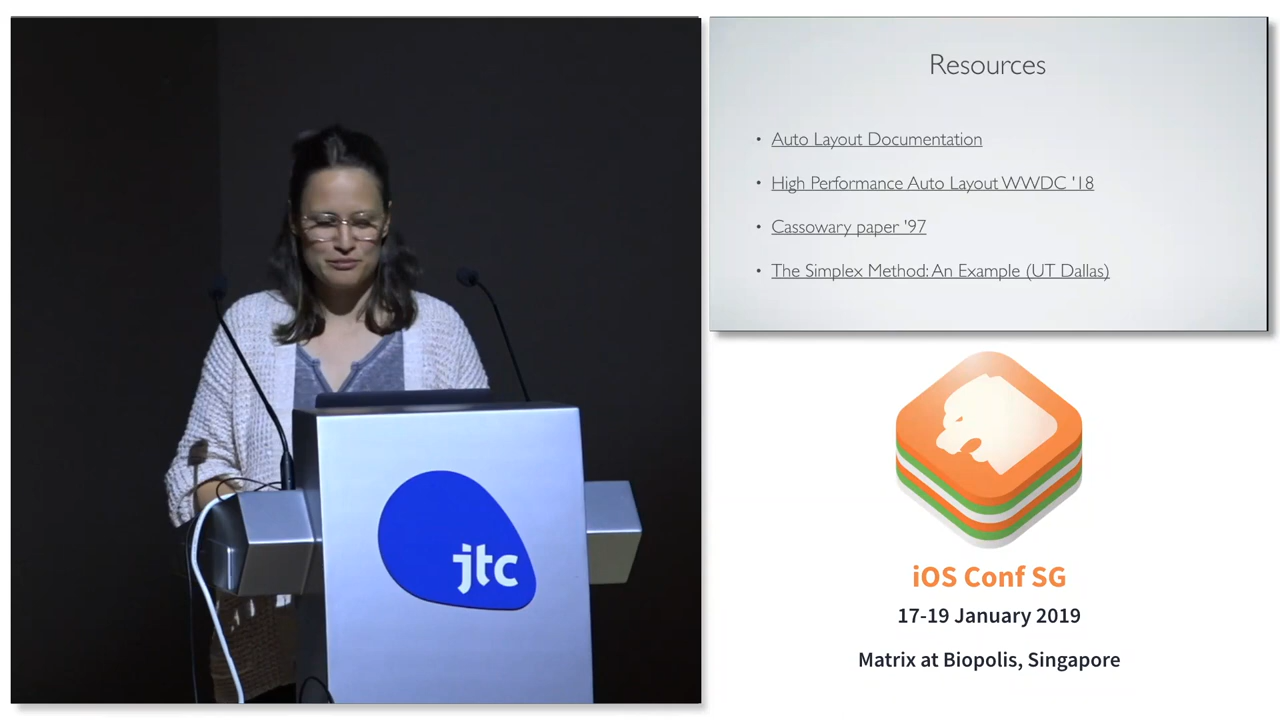 jtc
Resources
• Auto Layout Documentation
• High Performance Auto Layout WWDC '18
• Cassowary paper '97
• The Simplex Method: An Example (UT Dallas)
iOS Conf SG
17-19 January 2019
Matrix at Biopolis, Singapore